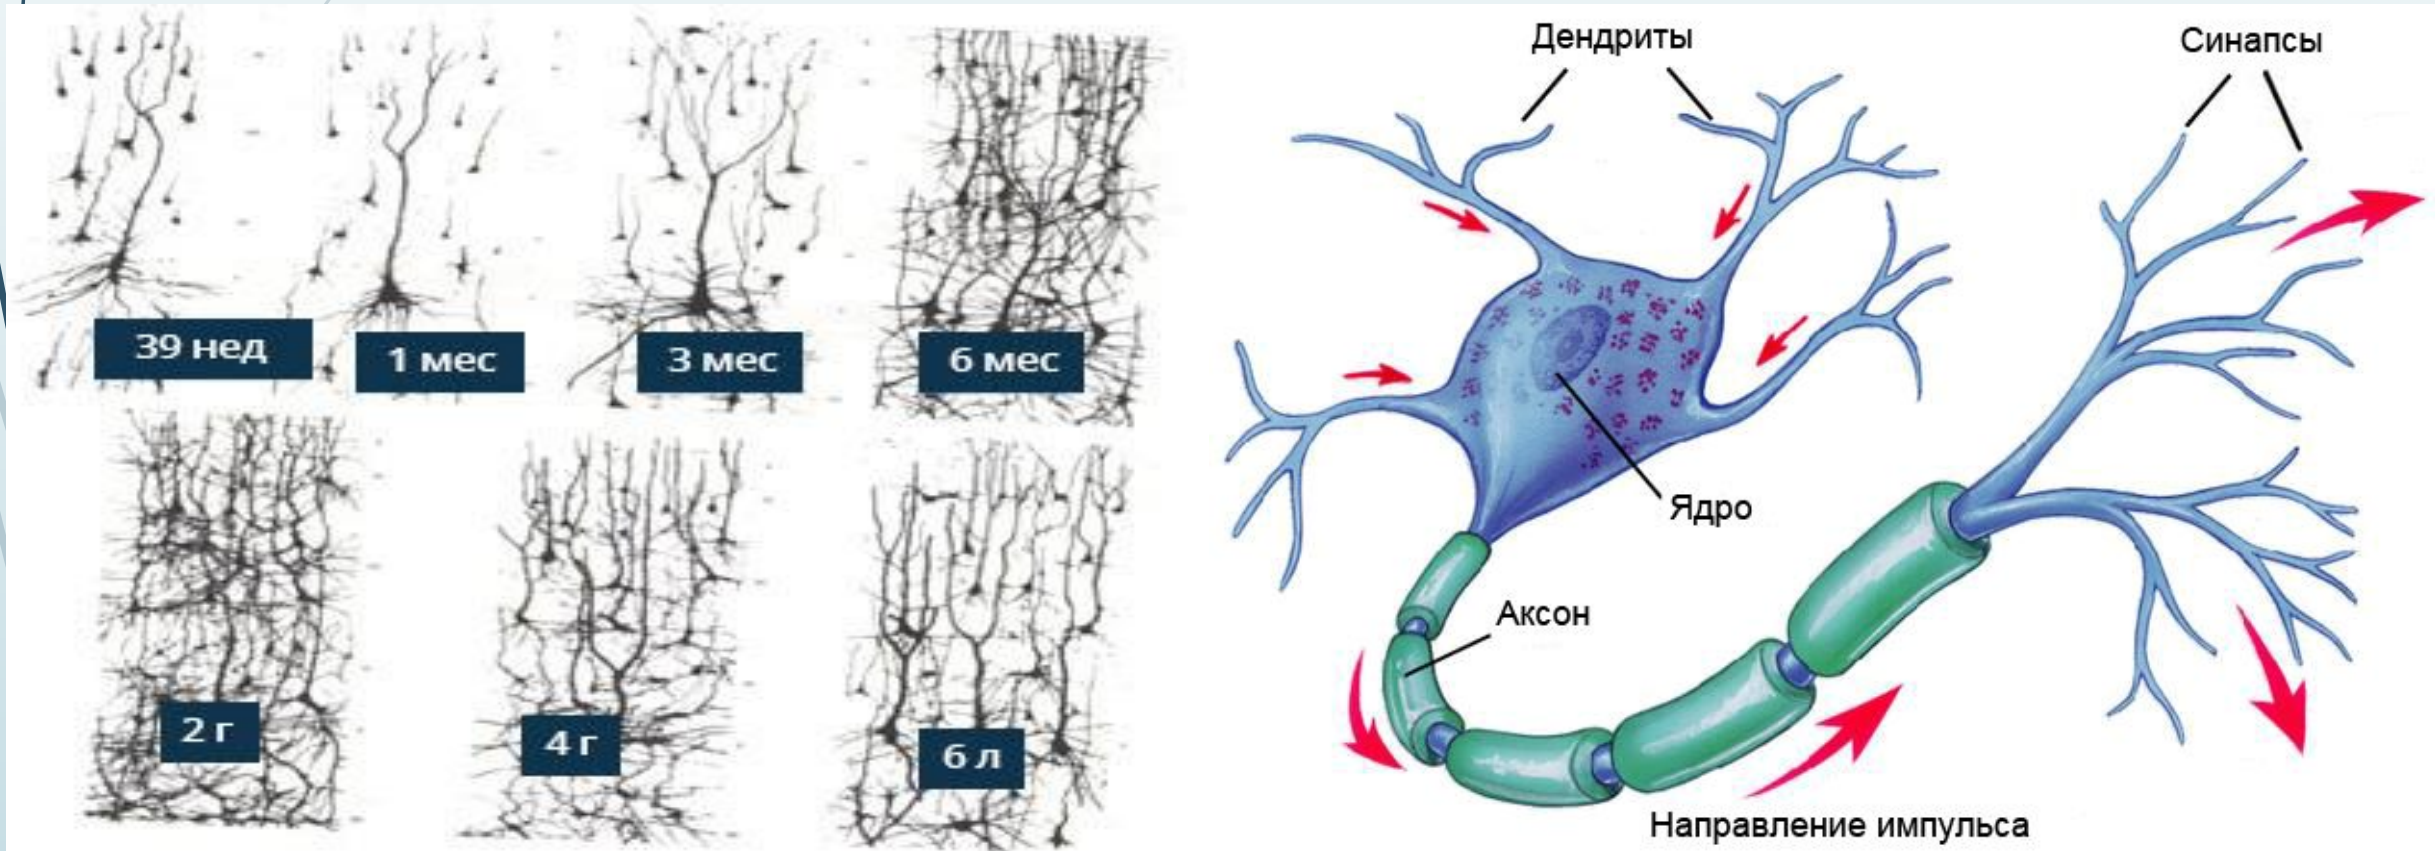 39 нед
1 мес
3 мес
6 мес
2 г
4 г
6 л
Дендриты
Синапсы
Ядро
Аксон
Направление импульса